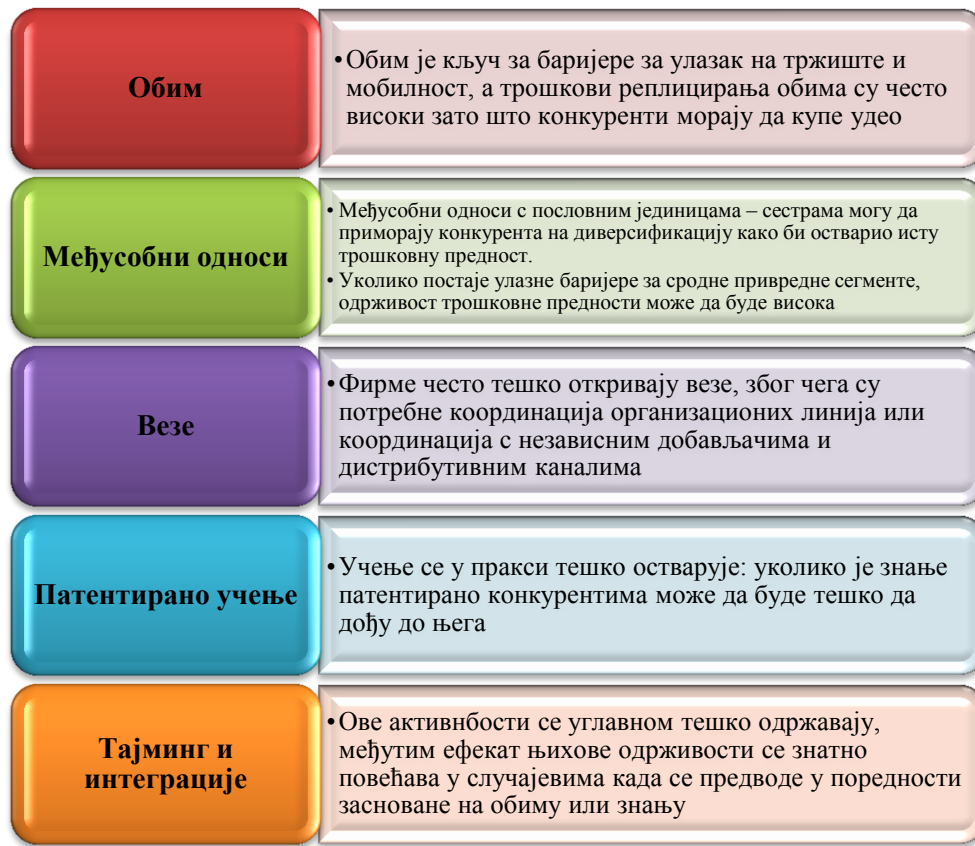 Обим
•Обим је кључ за баријере за улазак на тржиште и
мобилност, а трошкови реплицирања обима су често
високи зато што конкуренти морају да купе удео
Међусобни односи
•Међусобни односи с пословним јединицама – сестрама могу да
приморају конкурента на диверсификацију како би остварио исту
трошковну предност.
•Уколико постаје улазне баријере за сродне привредне сегменте,
одрживост трошковне предности може да буде висока
Везе
•Фирме често тешко откривају везе, због чега су
потребне координација организационих линија или
координација с независним добављачима и
дистрибутивним каналима
Патентирано учење
•Учење се у пракси тешко остварује: уколико је знање
патентирано конкурентима може да буде тешко да
дођу до њега
Тајминг и
интеграције
•Ове активнбости се углавном тешко одржавају,
међутим ефекат њихове одрживости се знатно
повећава у случајевима када се предводе у поредности
засноване на обиму или знању